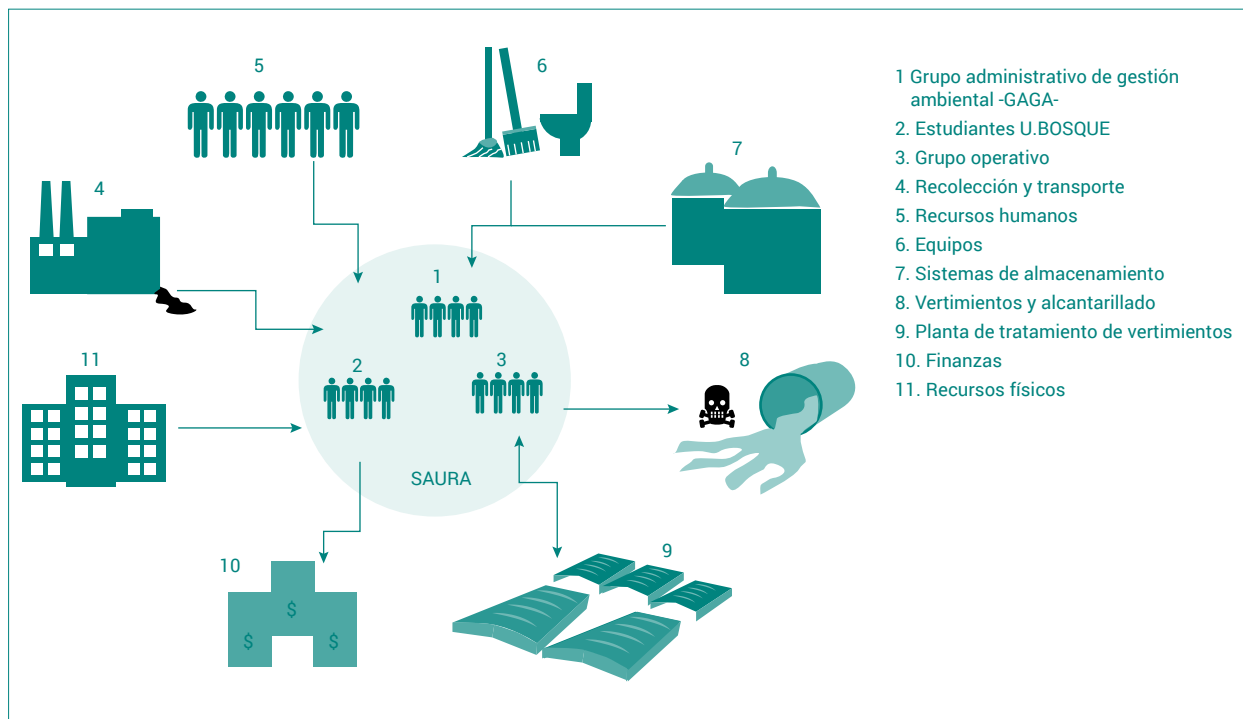 5
6
7
4
1
2
3
8
11
SAURA
10
9
$
$
$
1 Grupo administrativo de gestión
ambiental -GAGA-
2. Estudiantes U.BOSQUE
3. Grupo operativo
4. Recolección y transporte
5. Recursos humanos
6. Equipos
7. Sistemas de almacenamiento
8. Vertimientos y alcantarillado
9. Planta de tratamiento de vertimientos
10. Finanzas
11. Recursos físicos